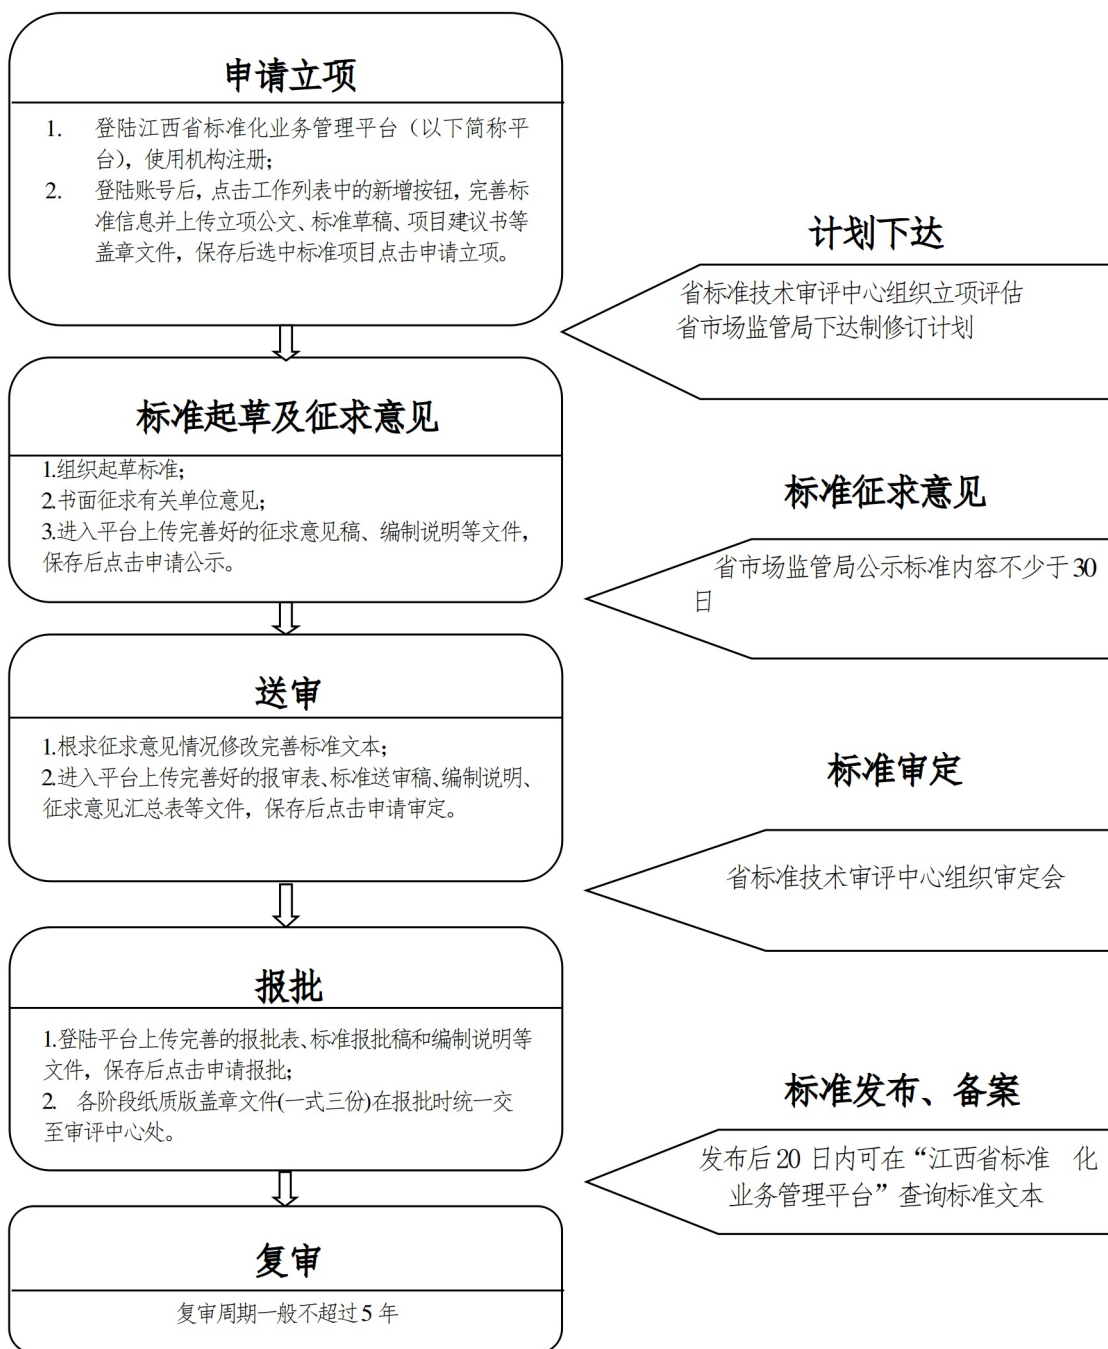 申请立项
1. 登陆江西省标准化业务管理平台（以下简称平
台），使用机构注册；
2. 登陆账号后，点击工作列表中的新增按钮，完善标
准信息并上传立项公文、标准草稿、项目建议书等
盖章文件，保存后选中标准项目点击申请立项。
计划下达
省标准技术审评中心组织立项评估
省市场监管局下达制修订计划
标准起草及征求意见
1.组织起草标准；
2.书面征求有关单位意见；
3.进入平台上传完善好的征求意见稿、编制说明等文件，
保存后点击申请公示。
标准征求意见
省市场监管局公示标准内容不少于 30
日
送审
1.根求征求意见情况修改完善标准文本；
2.进入平台上传完善好的报审表、标准送审稿、编制说明、
征求意见汇总表等文件，保存后点击申请审定。
标准审定
省标准技术审评中心组织审定会
报批
1.登陆平台上传完善的报批表、标准报批稿和编制说明等
文件，保存后点击申请报批；
2. 各阶段纸质版盖章文件(一式三份)在报批时统一交
至审评中心处。
标准发布、备案
发布后 20 日内可在“江西省标准 化
业务管理平台”查询标准文本
复审
复审周期一般不超过 5 年